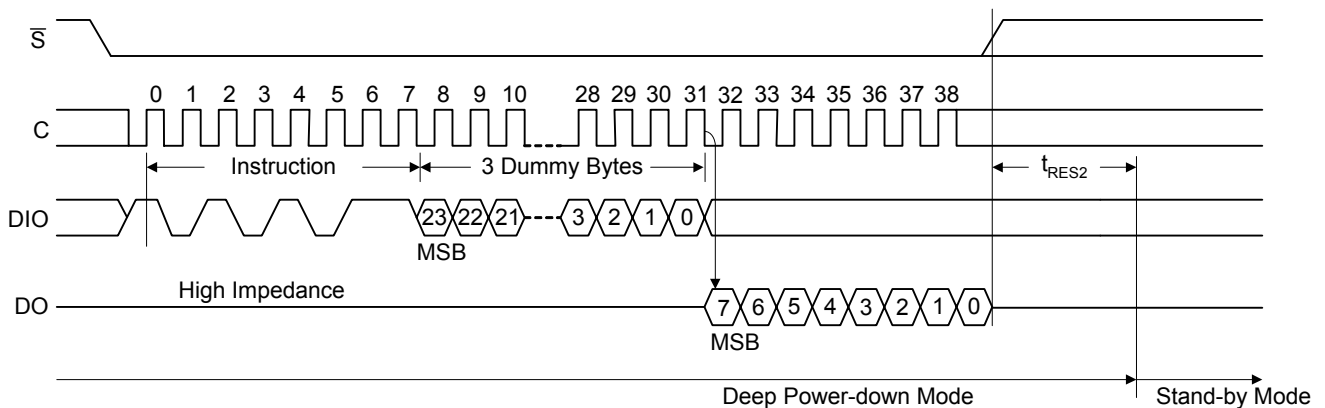 S
0 1 2 3 4 5 6 7 8 9 10 28 29 30 31 32 33 34 35 36 37 38
C
Instruction 3 Dummy Bytes tRES2
DIO 23 22 21 3 2 1 0
MSB
High Impedance
DO 7 6 5 4 3 2 1 0
MSB
Deep Power-down Mode Stand-by Mode